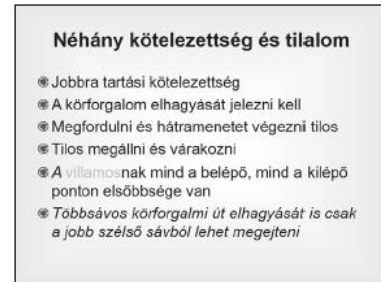 Néhány kötelezettség és tilalom
Jobbra tartási kötelezettség
A körforgalom elhagyását jelezni kell
Megfordulni és hátramenetet végezni tilos
Tilos megállni és várakozni
A villamosnak mind a belépő, mind a kilépő
ponton elsőbbsége van
Többsávos körforgalmi út elhagyását is csak
a jobb szélső sávból lehet megejteni